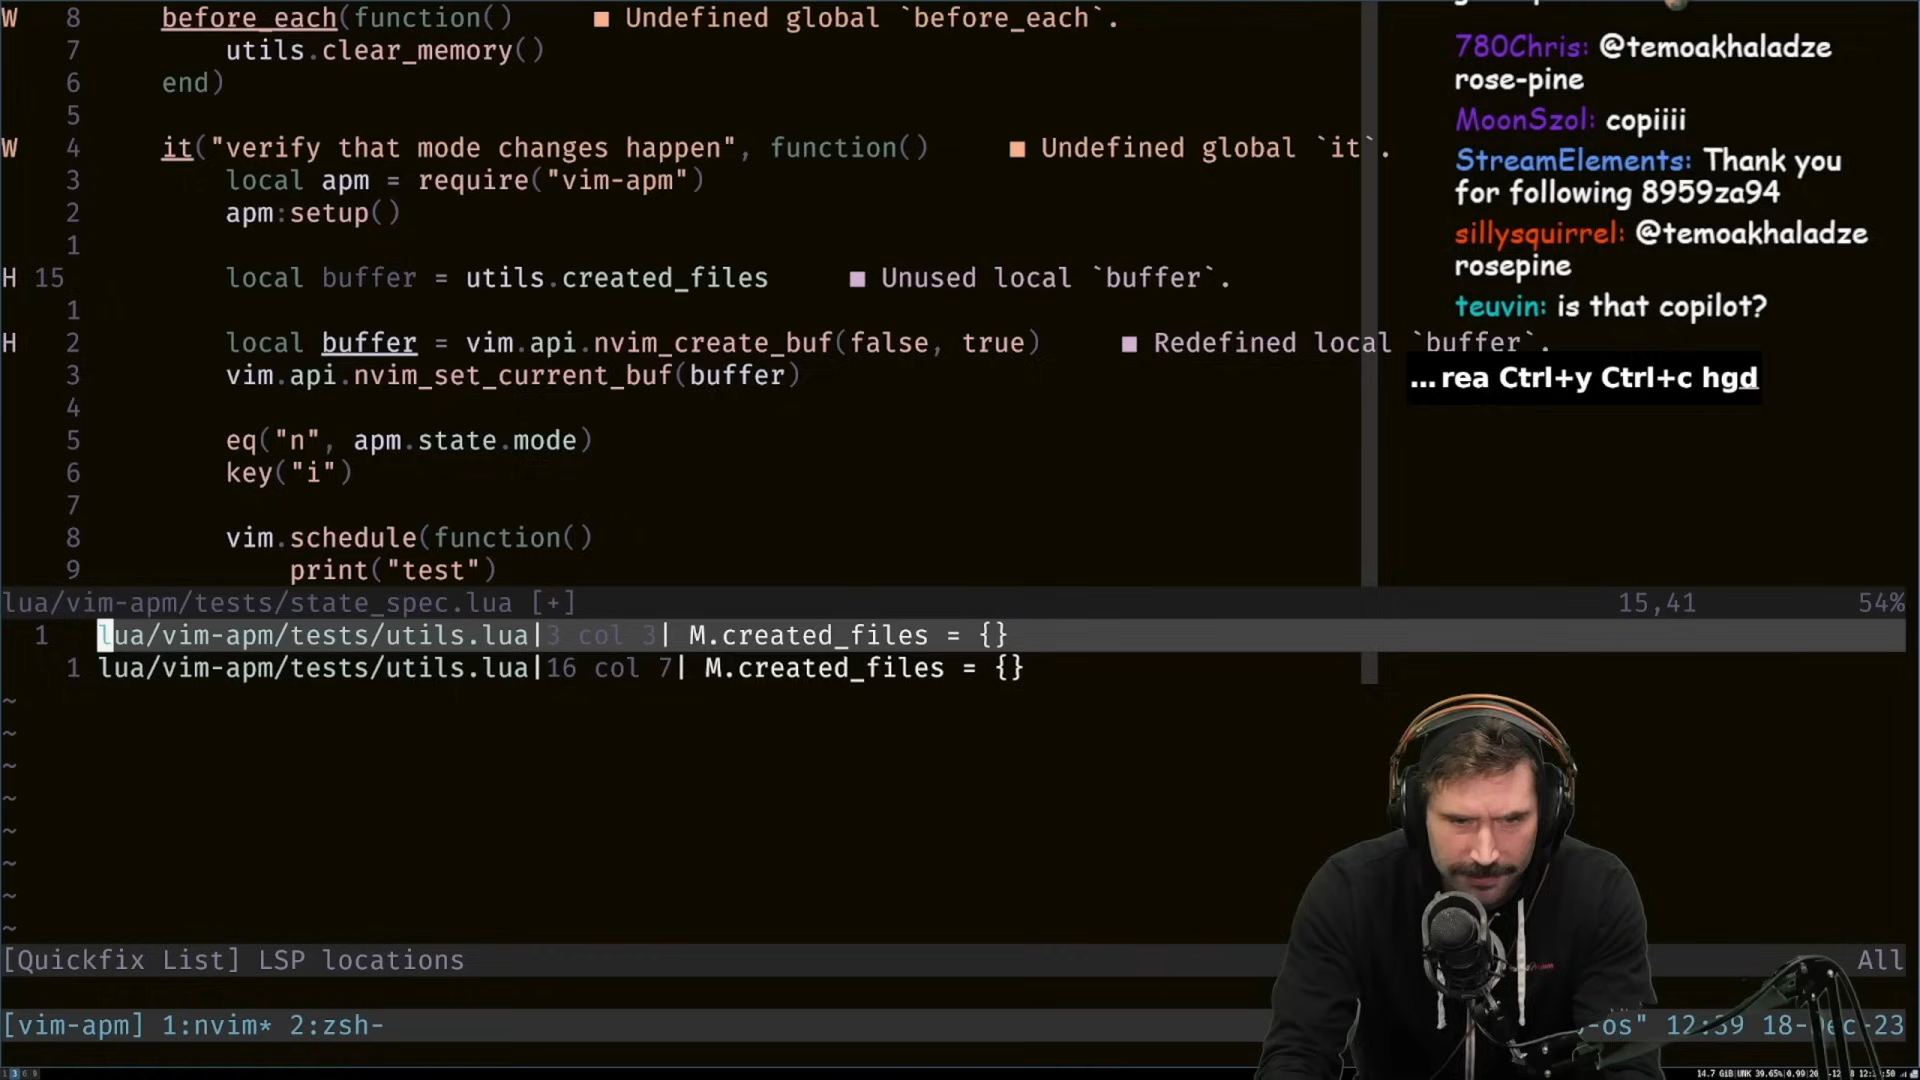 W 8 before_each(function() ■ Undefined global `before_each`.
7 utils.clear_memory()
6 end)
5
W 4 it("verify that mode changes happen", function() ■ Undefined global `it`.
3 local apm = require("vim-apm")
2 apm:setup()
1
H 15 local buffer = utils.created_files ■ Unused local `buffer`.
1
H 2 local buffer = vim.api.nvim_create_buf(false, true) ■ Redefined local `buffer`.
3 vim.api.nvim_set_current_buf(buffer)
4
5 eq("n", apm.state.mode)
6 key("i")
7
8 vim.schedule(function()
9 print("test")
lua/vim-apm/tests/state_spec.lua [+] 15,41 54%
1 lua/vim-apm/tests/utils.lua|3 col 3| M.created_files = {}
1 lua/vim-apm/tests/utils.lua|16 col 7| M.created_files = {}
~
~
~
~
~
~
~
~
[Quickfix List] LSP locations All
[vim-apm] 1:nvim* 2:zsh- -os" 12:39 18-Dec-23
780Chris: @temoakhaladze
rose-pine
MoonSzol: copiiii
StreamElements: Thank you
for following 8959za94
sillysquirrel: @temoakhaladze
rosepine
teuvin: is that copilot?
...rea Ctrl+y Ctrl+c hgd